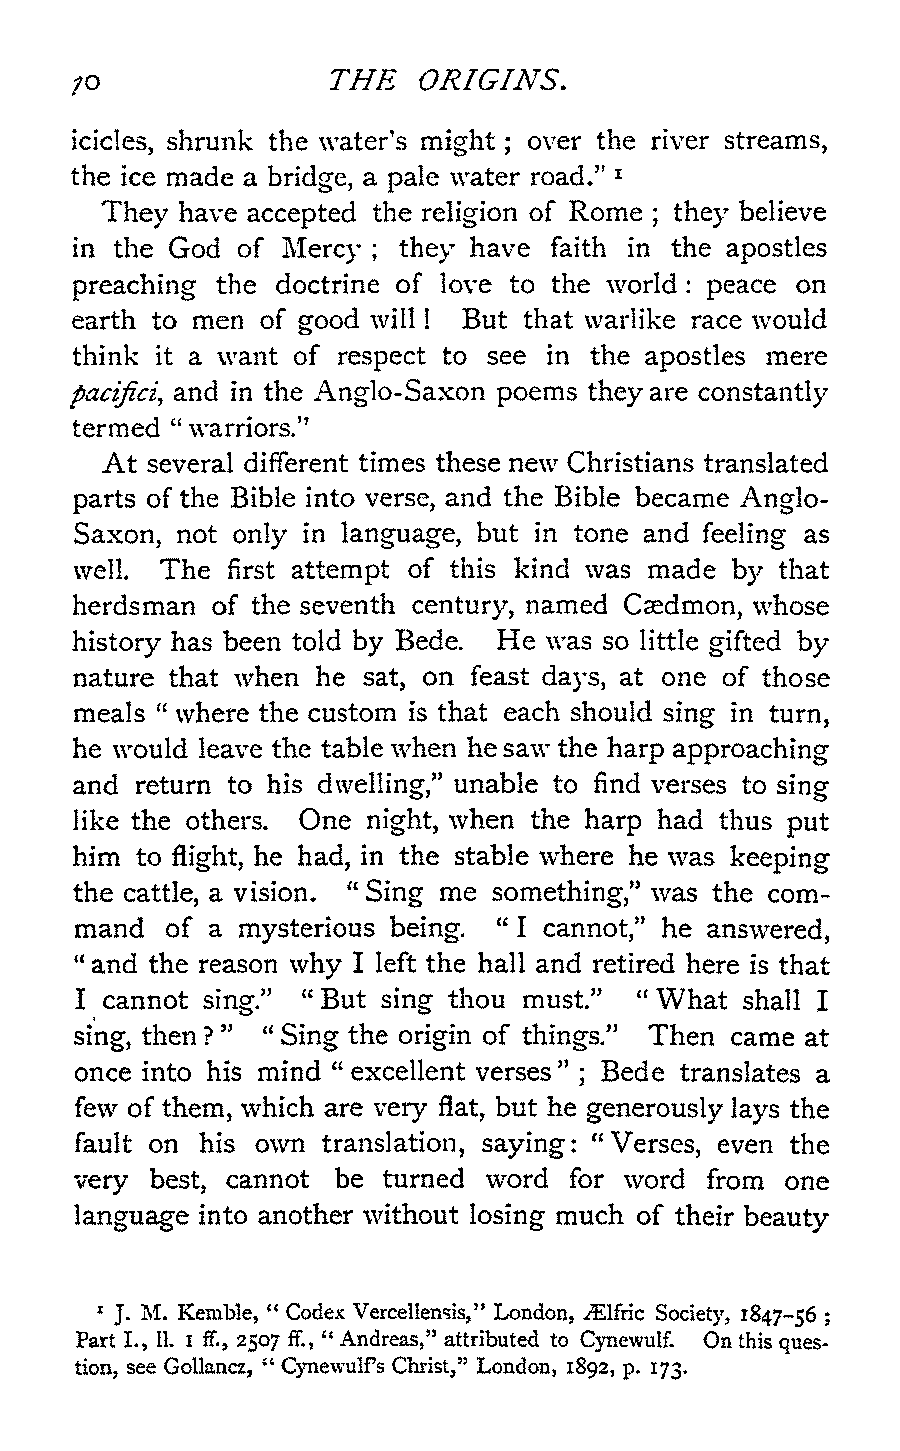 70 THE ORIGINS.
icicles, shrunk the water's might ; over the river streams,
the ice made a bridge, a pale water road." ¹
They have accepted the religion of Rome ; they believe
in the God of Mercy ; they have faith in the apostles
preaching the doctrine of love to the world : peace on
earth to men of good will ! But that warlike race would
think it a want of respect to see in the apostles mere
pacifici, and in the Anglo-Saxon poems they are constantly
termed " warriors."
At several different times these new Christians translated
parts of the Bible into verse, and the Bible became Anglo-
Saxon, not only in language, but in tone and feeling as
well. The first attempt of this kind was made by that
herdsman of the seventh century, named Cædmon, whose
history has been told by Bede. He was so little gifted by
nature that when he sat, on feast days, at one of those
meals " where the custom is that each should sing in turn,
he would leave the table when he saw the harp approaching
and return to his dwelling," unable to find verses to sing
like the others. One night, when the harp had thus put
him to flight, he had, in the stable where he was keeping
the cattle, a vision. " Sing me something," was the com-
mand of a mysterious being. " I cannot," he answered,
" and the reason why I left the hall and retired here is that
I cannot sing." " But sing thou must." " What shall I
sing, then ? " " Sing the origin of things." Then came at
once into his mind " excellent verses " ; Bede translates a
few of them, which are very flat, but he generously lays the
fault on his own translation, saying : " Verses, even the
very best, cannot be turned word for word from one
language into another without losing much of their beauty
¹ J. M. Kemble, " Codex Vercellensis," London, Ælfric Society, 1847-56 ;
Part I., ll. 1 ff., 2507 ff., " Andreas," attributed to Cynewulf. On this ques-
tion, see Gollancz, " Cynewulf's Christ," London, 1892, p. 173.